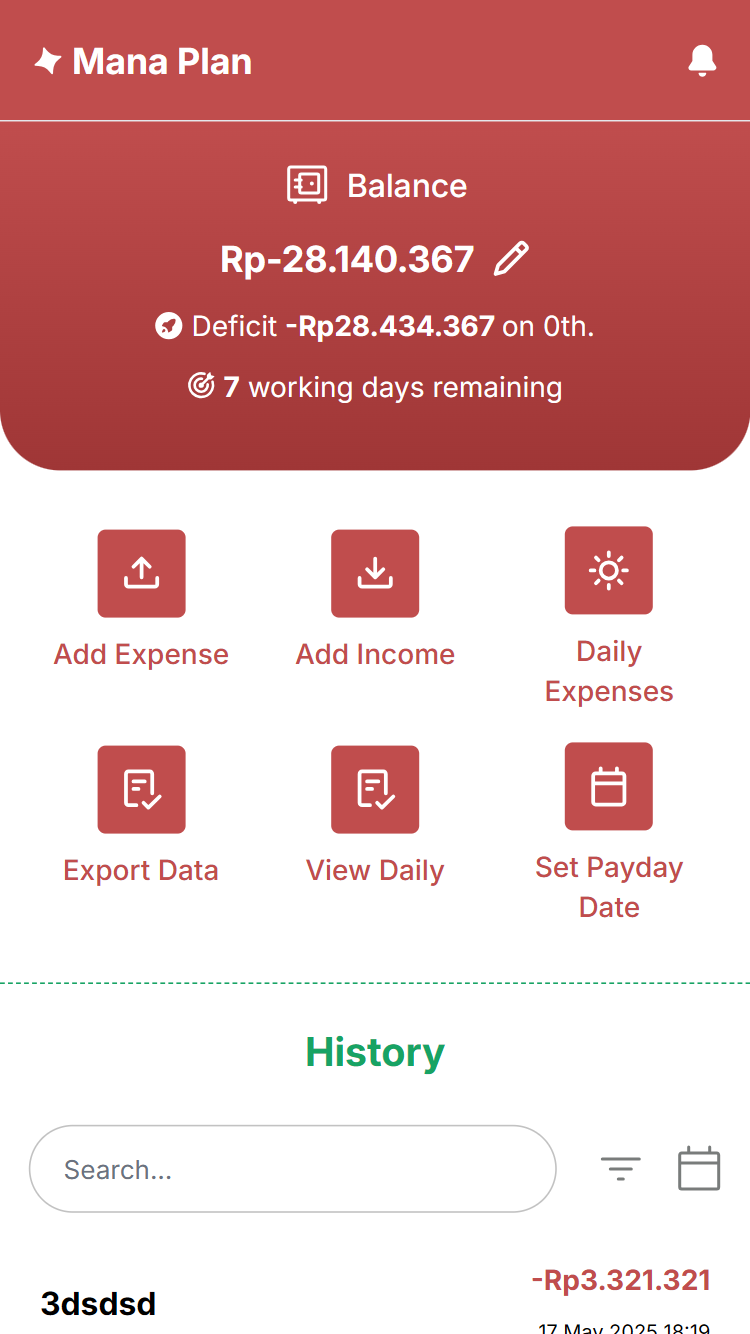 Mana Plan
Balance
Rp-28.140.367
Deficit -Rp28.434.367 on 0th.
7 working days remaining
Add Expense
Add Income
Daily
Expenses
Export Data
View Daily
Set Payday
Date
History
Search...
-Rp3.321.321
3dsdsd
17 May 2025 18:19